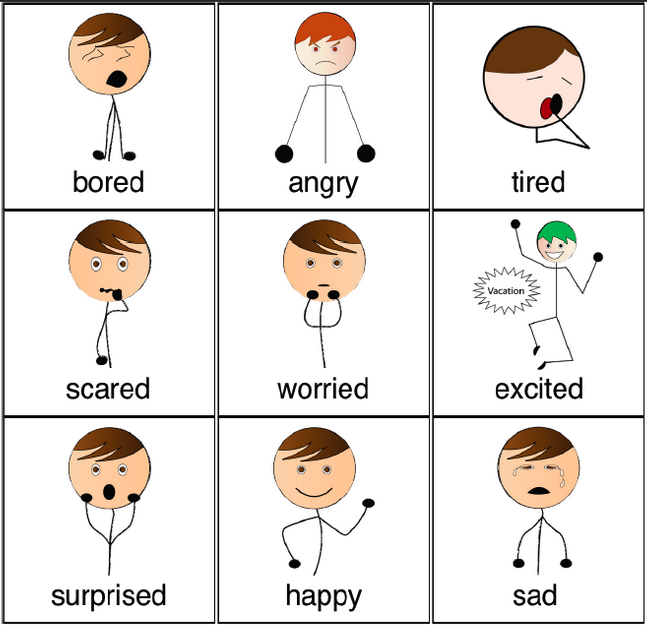 bored
angry
tired
scared
worried
Vacation
excited
surprised
happy
sad